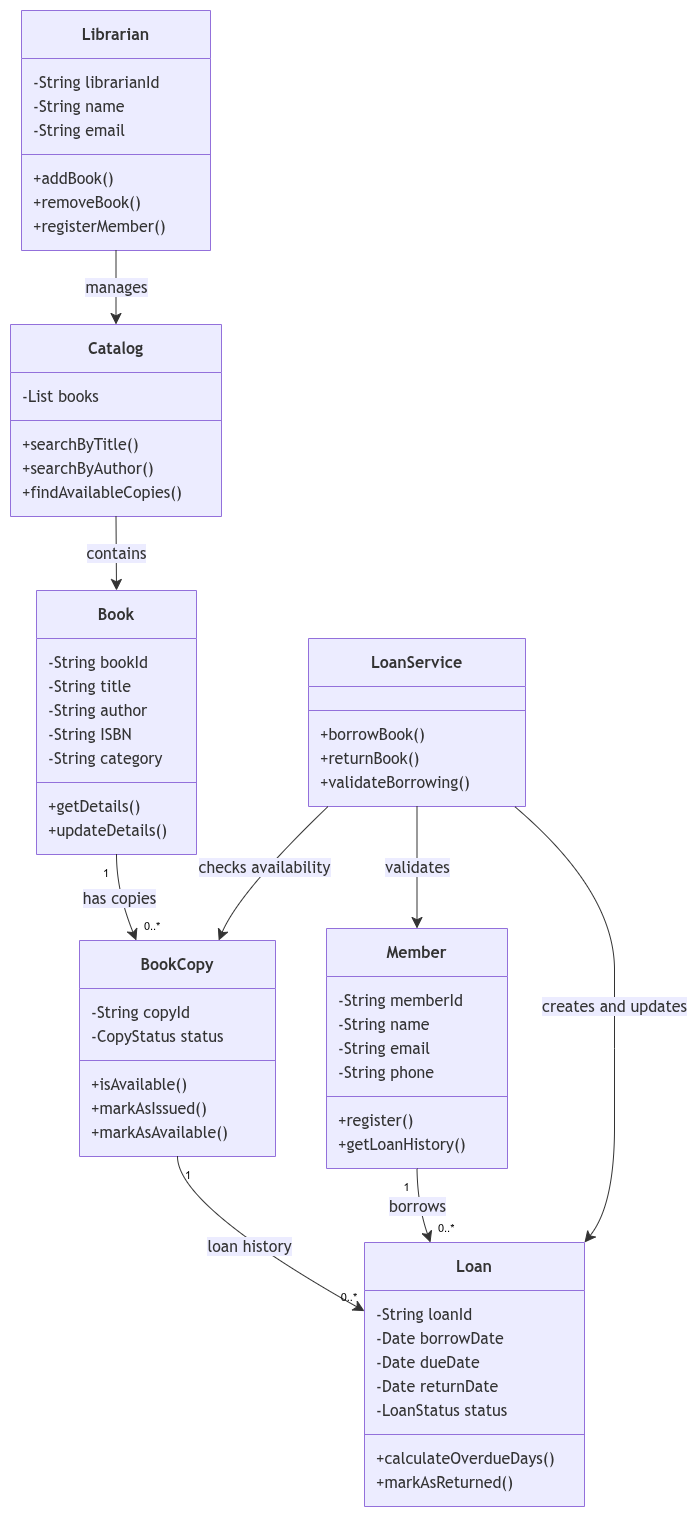 Librarian
-String librarianId
-String name
-String email
+addBook()
+removeBook()
+registerMember()
manages
Catalog
-List books
+searchByTitle()
+searchByAuthor()
+findAvailableCopies()
contains
Book
-String bookId
-String title
-String author
-String ISBN
-String category
+getDetails()
+updateDetails()
LoanService
+borrowBook()
+returnBook()
+validateBorrowing()
1
has copies
0..*
checks availability
validates
creates and updates
BookCopy
-String copyId
-CopyStatus status
+isAvailable()
+markAsIssued()
+markAsAvailable()
Member
-String memberId
-String name
-String email
-String phone
+register()
+getLoanHistory()
1
loan history
0..*
1
borrows
0..*
Loan
-String loanId
-Date borrowDate
-Date dueDate
-Date returnDate
-LoanStatus status
+calculateOverdueDays()
+markAsReturned()